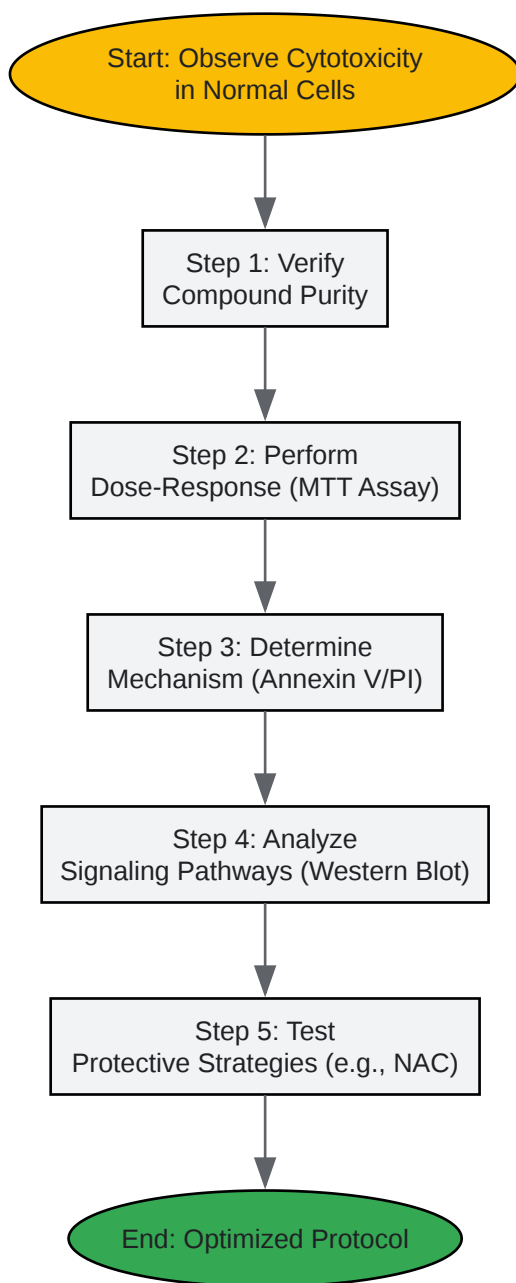 Start: Observe Cytotoxicity
in Normal Cells
Step 1: Verify
Compound Purity
Step 2: Perform
Dose-Response (MTT Assay)
Step 3: Determine
Mechanism (Annexin V/PI)
Step 4: Analyze
Signaling Pathways (Western Blot)
Step 5: Test
Protective Strategies (e.g., NAC)
End: Optimized Protocol